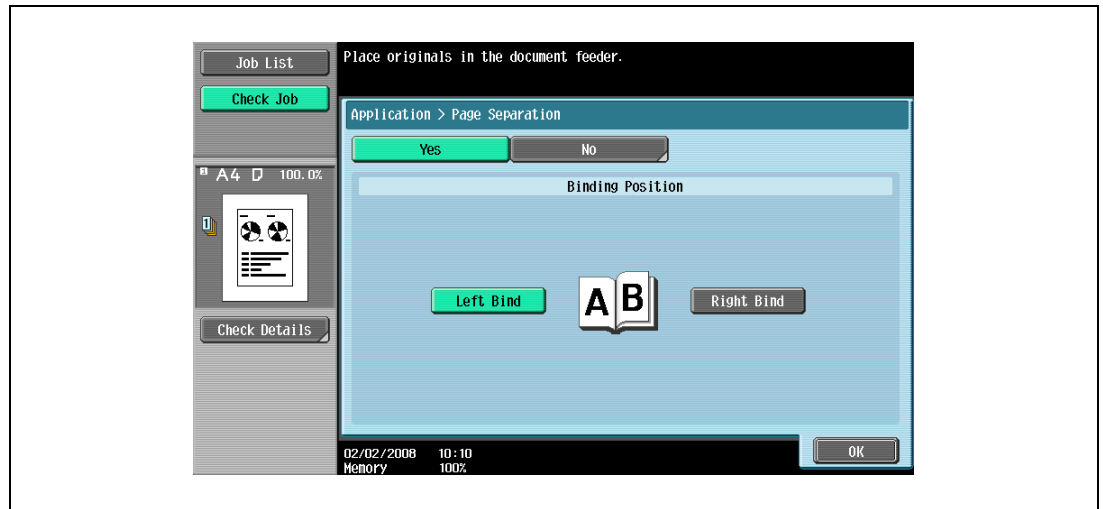 Job List
Check Job
A4 100.0%
1
Check Details
Place originals in the document feeder.
Application > Page Separation
Yes
No
Binding Position
Left Bind
A B
Right Bind
OK
02/02/2008 10:10
Memory 100%